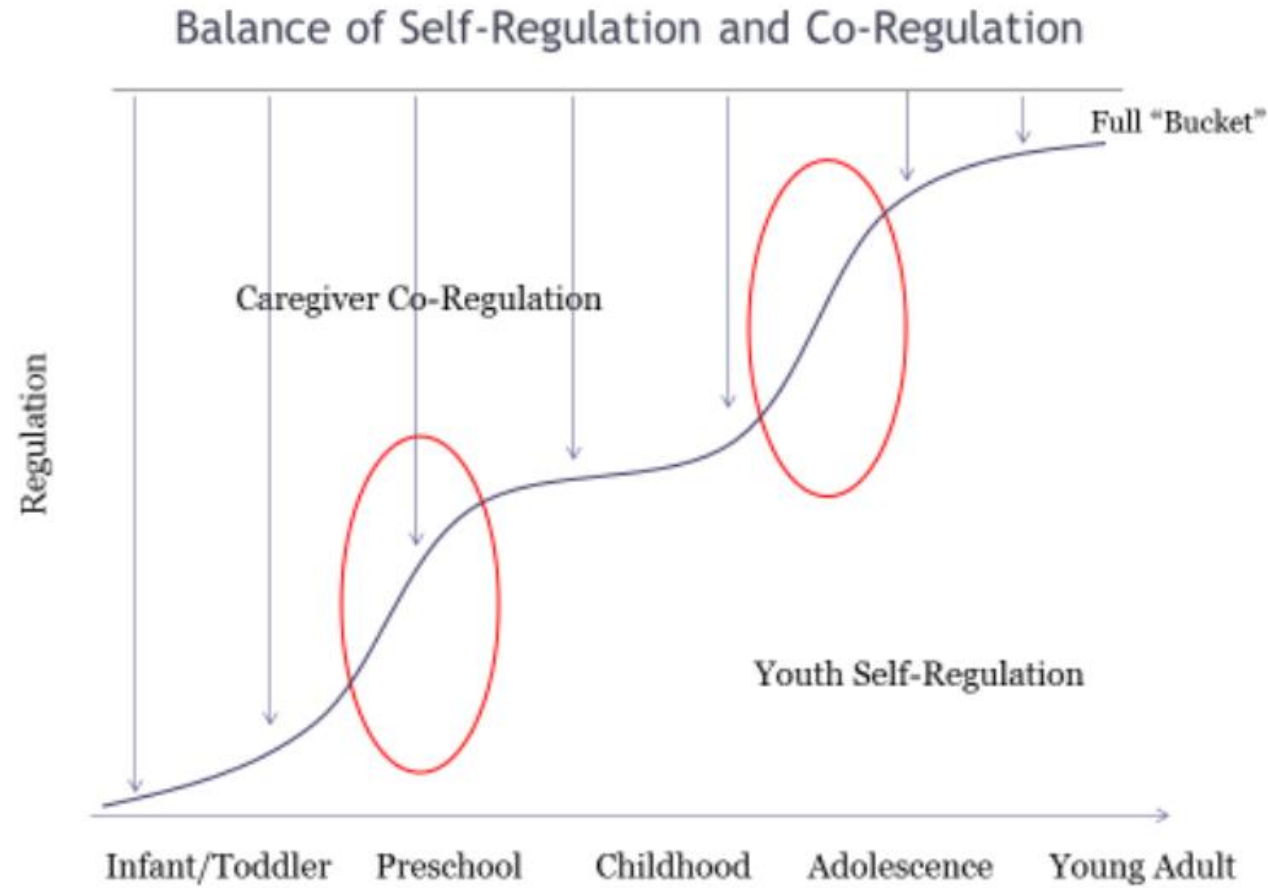 Balance of Self-Regulation and Co-Regulation
Full “Bucket”
Caregiver Co-Regulation
Regulation
Youth Self-Regulation
Infant/Toddler Preschool Childhood Adolescence Young Adult